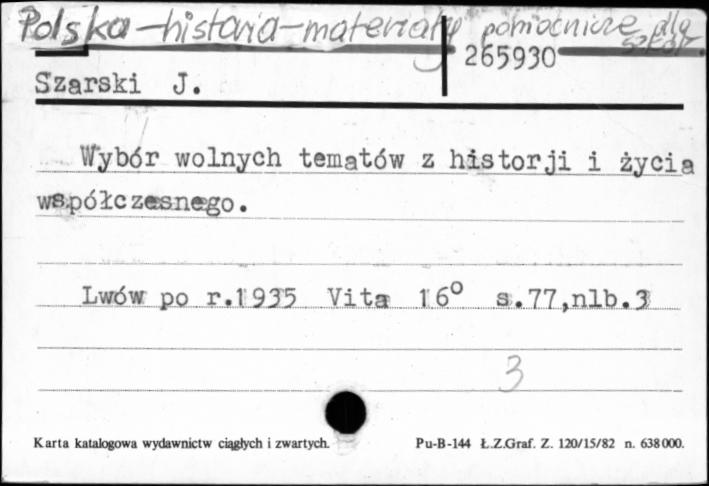 Polska-historia-materiały pomocnicze dla
szkół.
265930
Szarski J.
Wybór wolnych tematów z historji i życia
współczesnego.
Lwów po r.1935 Vita 16° s.77,nlb.3
3
Karta katalogowa wydawnictw ciągłych i zwartych.
Pu-B-144 Ł.Z.Graf. Z. 120/15/82 n. 638000.